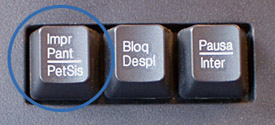 Impr
Pant
PetSis
Bloq
Despl
Pausa
Inter